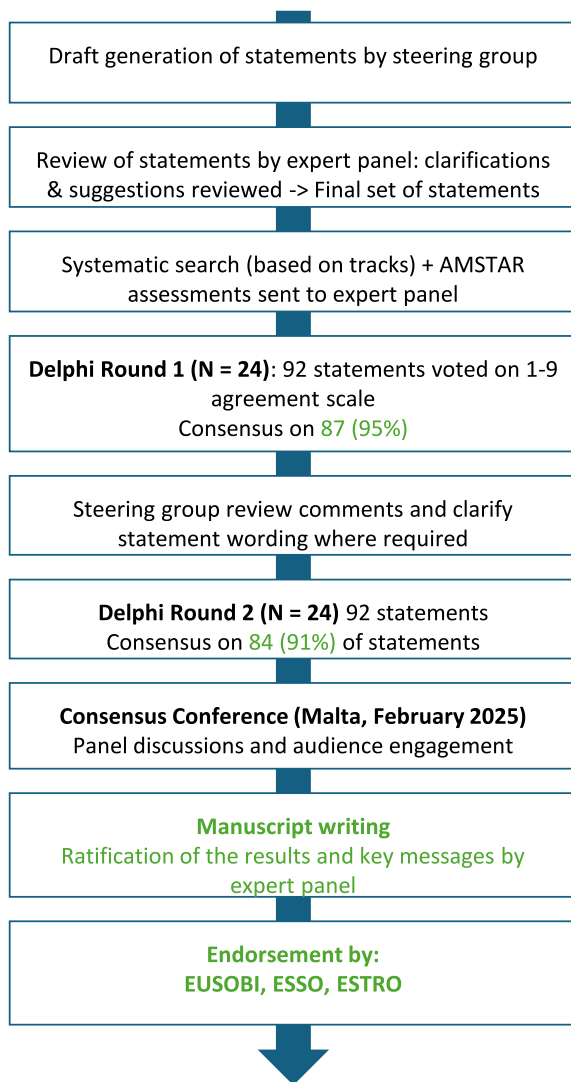 Draft generation of statements by steering group
Review of statements by expert panel: clarifications
& suggestions reviewed -> Final set of statements
Systematic search (based on tracks) + AMSTAR
assessments sent to expert panel
Delphi Round 1 (N = 24): 92 statements voted on 1-9
agreement scale
Consensus on 87 (95%)
Steering group review comments and clarify
statement wording where required
Delphi Round 2 (N = 24) 92 statements
Consensus on 84 (91%) of statements
Consensus Conference (Malta, February 2025)
Panel discussions and audience engagement
Manuscript writing
Ratification of the results and key messages by
expert panel
Endorsement by:
EUSOBI, ESSO, ESTRO